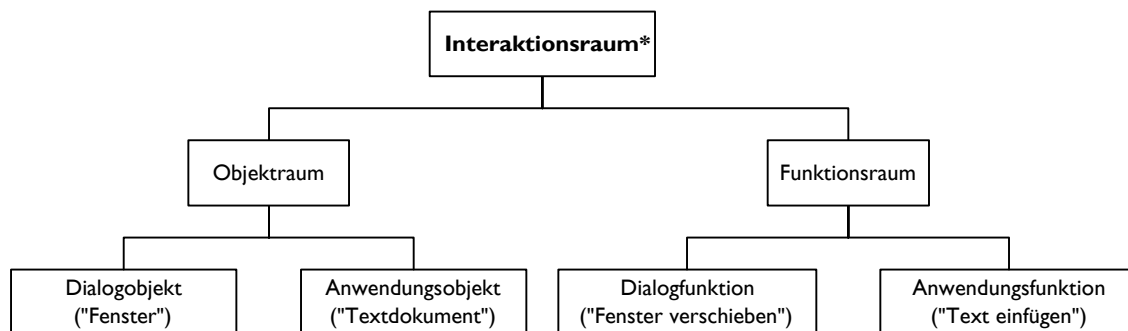 Interaktionsraum*
Objektraum
Funktionsraum
Dialogobjekt
("Fenster")
Anwendungsobjekt
("Textdokument")
Dialogfunktion
("Fenster verschieben")
Anwendungsfunktion
("Text einfügen")